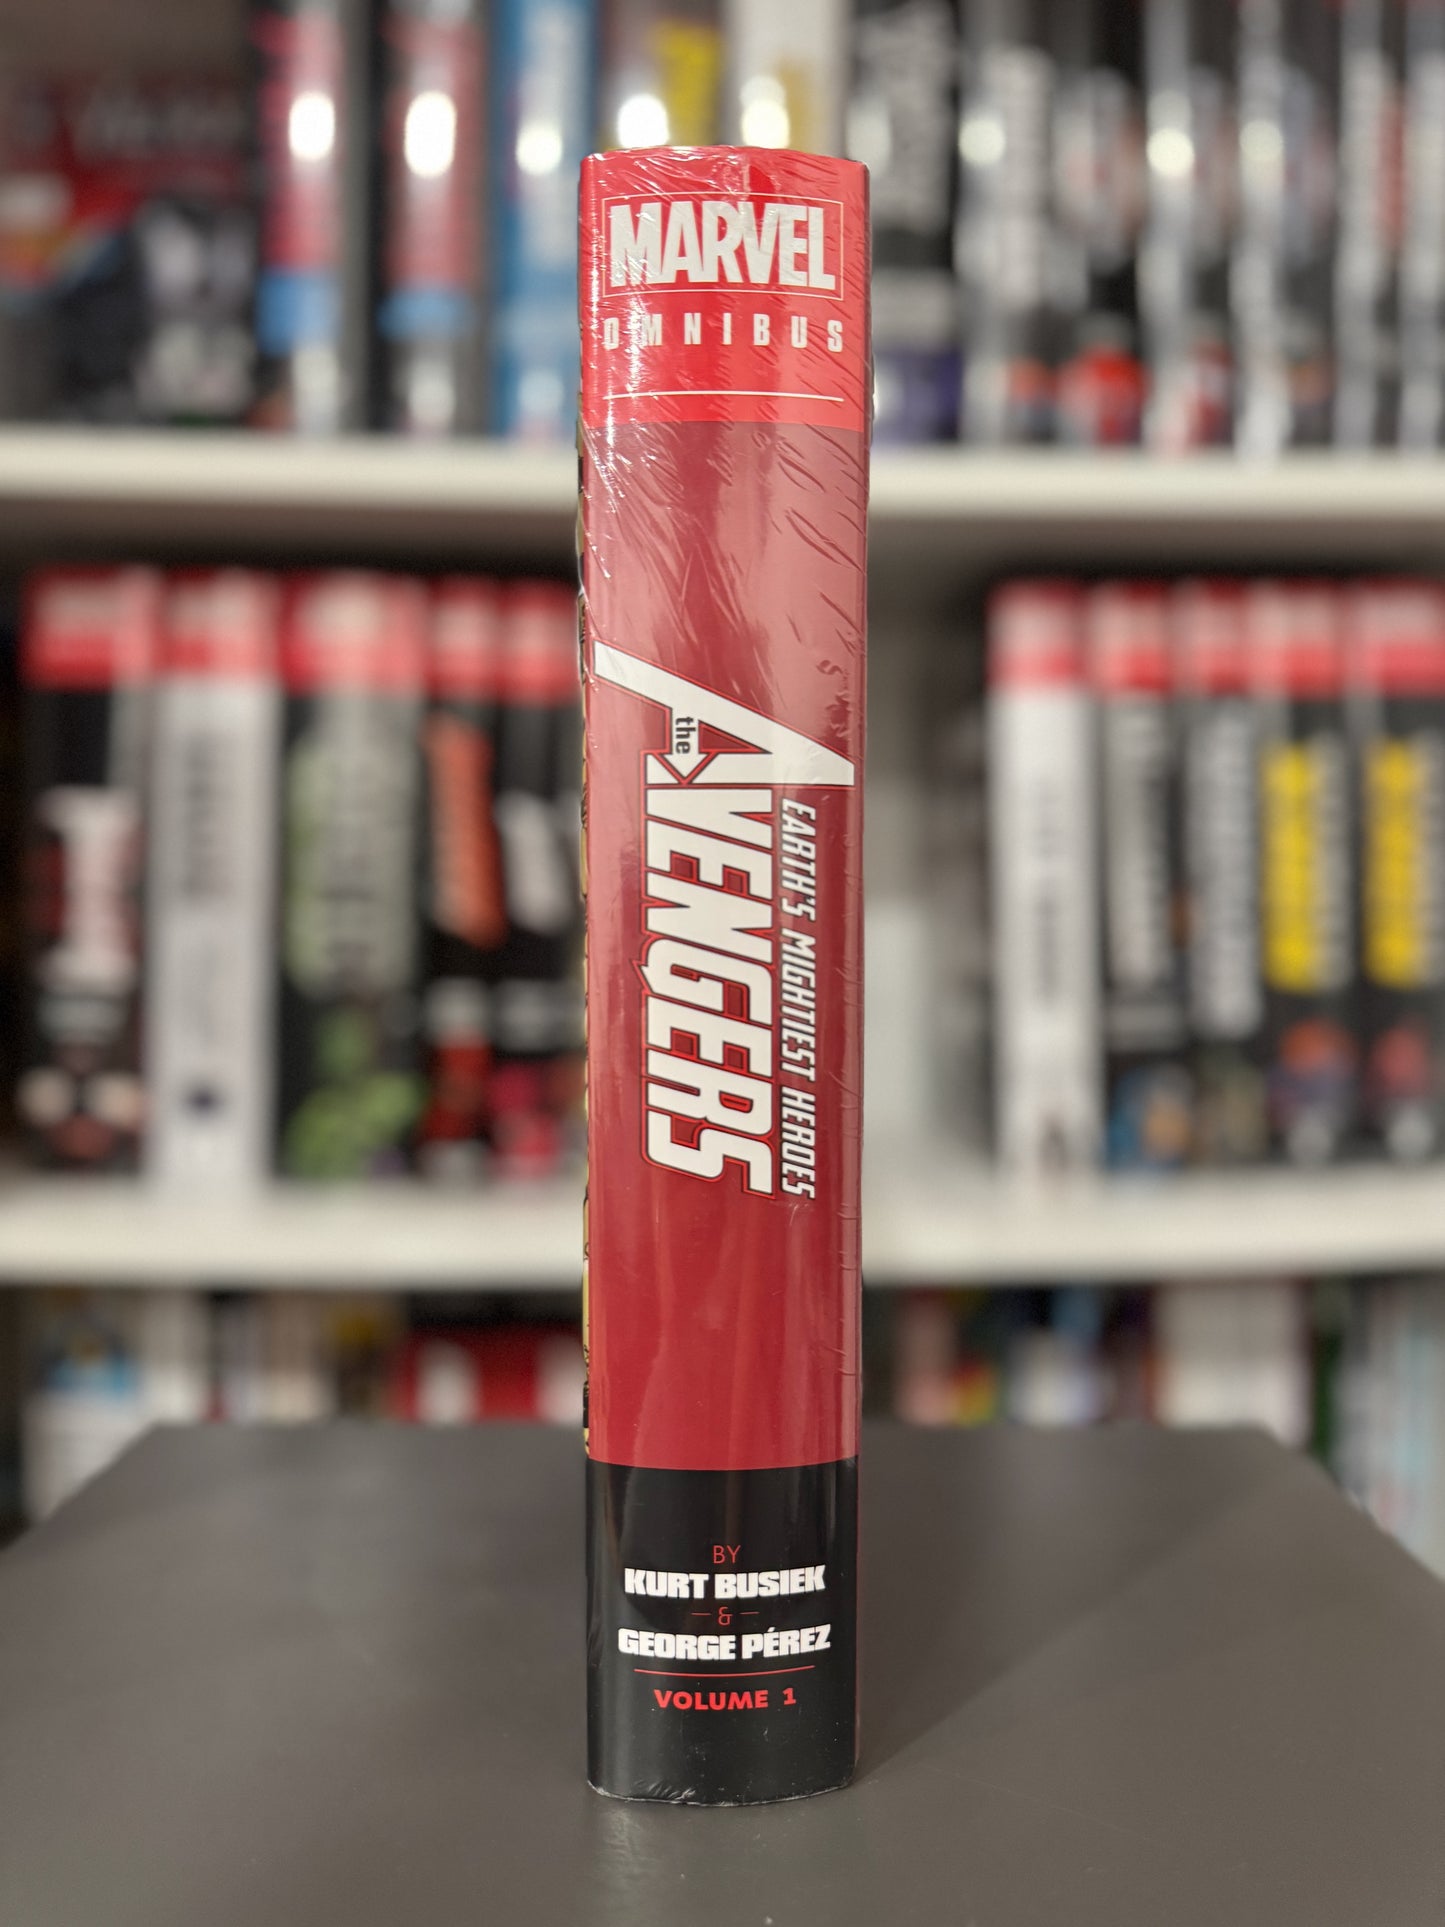 MARVEL
OMNIBUS
the
AVENGERS
EARTH'S MIGHTIEST HEROES
BY
KURT BUSIEK
&
GEORGE PÉREZ
VOLUME 1